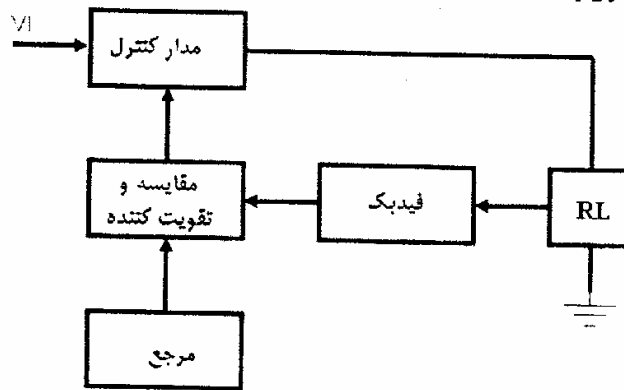 VI
مدار کنترل
مقایسه و
تقویت کننده
فیدبک
RL
مرجع